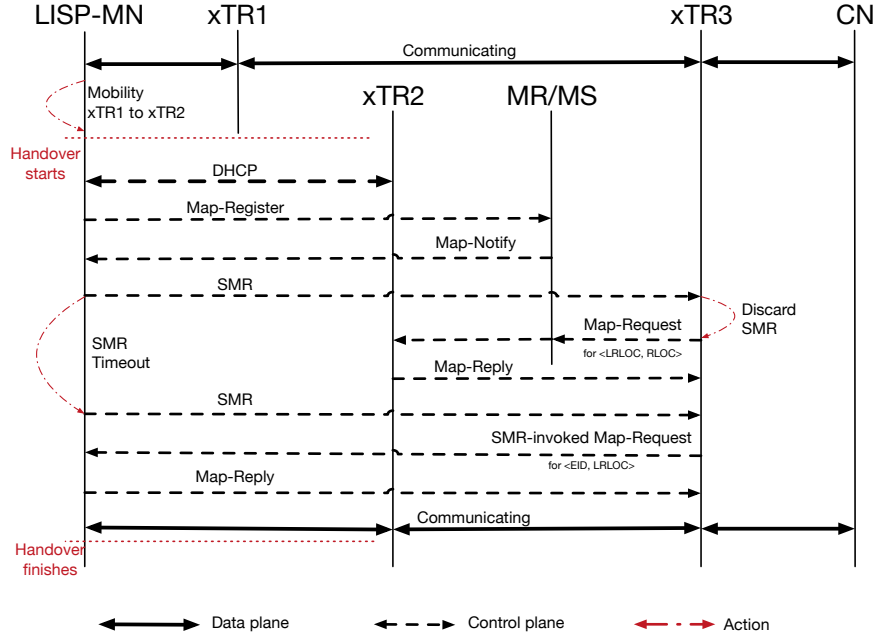 LISP-MN xTR1 xTR3 CN
Communicating
Mobility
xTR1 to xTR2
xTR2 MR/MS
Handover
starts
DHCP
Map-Register
Map-Notify
SMR
Discard
SMR
Map-Request
for <LRLOC, RLOC>
SMR
Timeout
Map-Reply
SMR
SMR-invoked Map-Request
for <EID, LRLOC>
Map-Reply
Communicating
Handover
finishes
Data plane Control plane Action